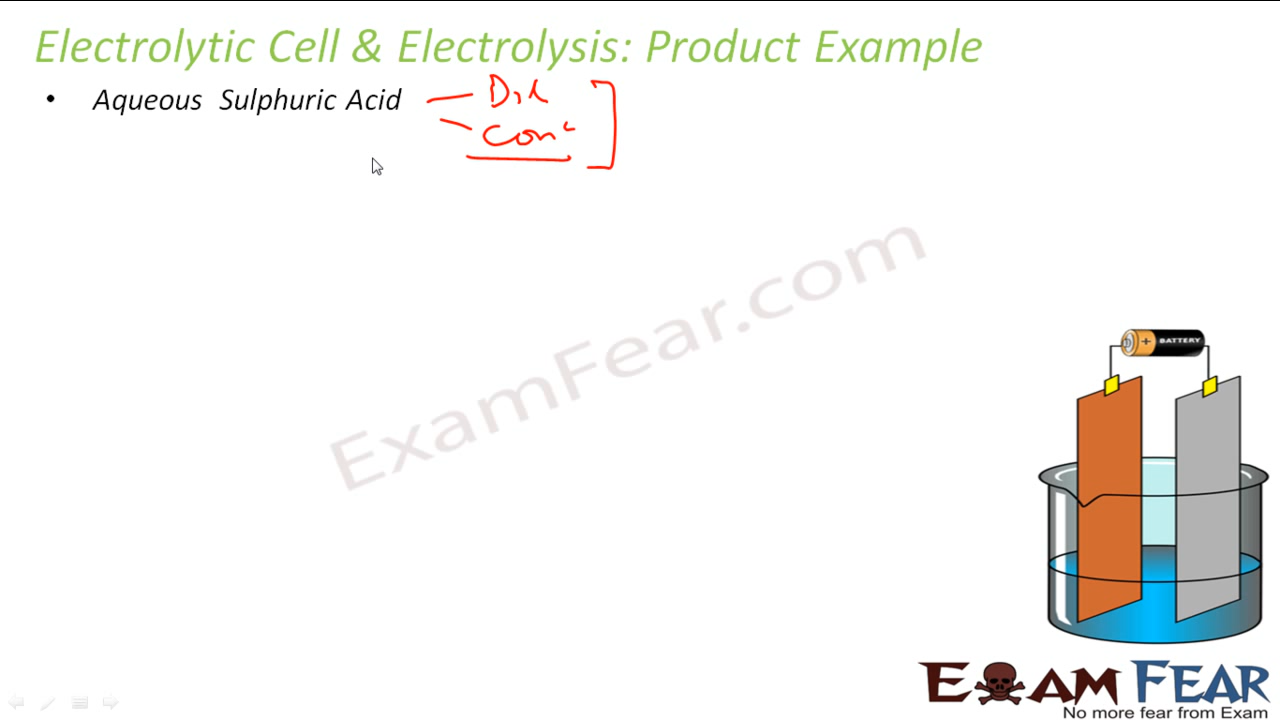 Electrolytic Cell & Electrolysis: Product Example
• Aqueous Sulphuric Acid
Dil
Conc
ExamFear.com
+ BATTERY
EXAM FEAR
No more fear from Exam